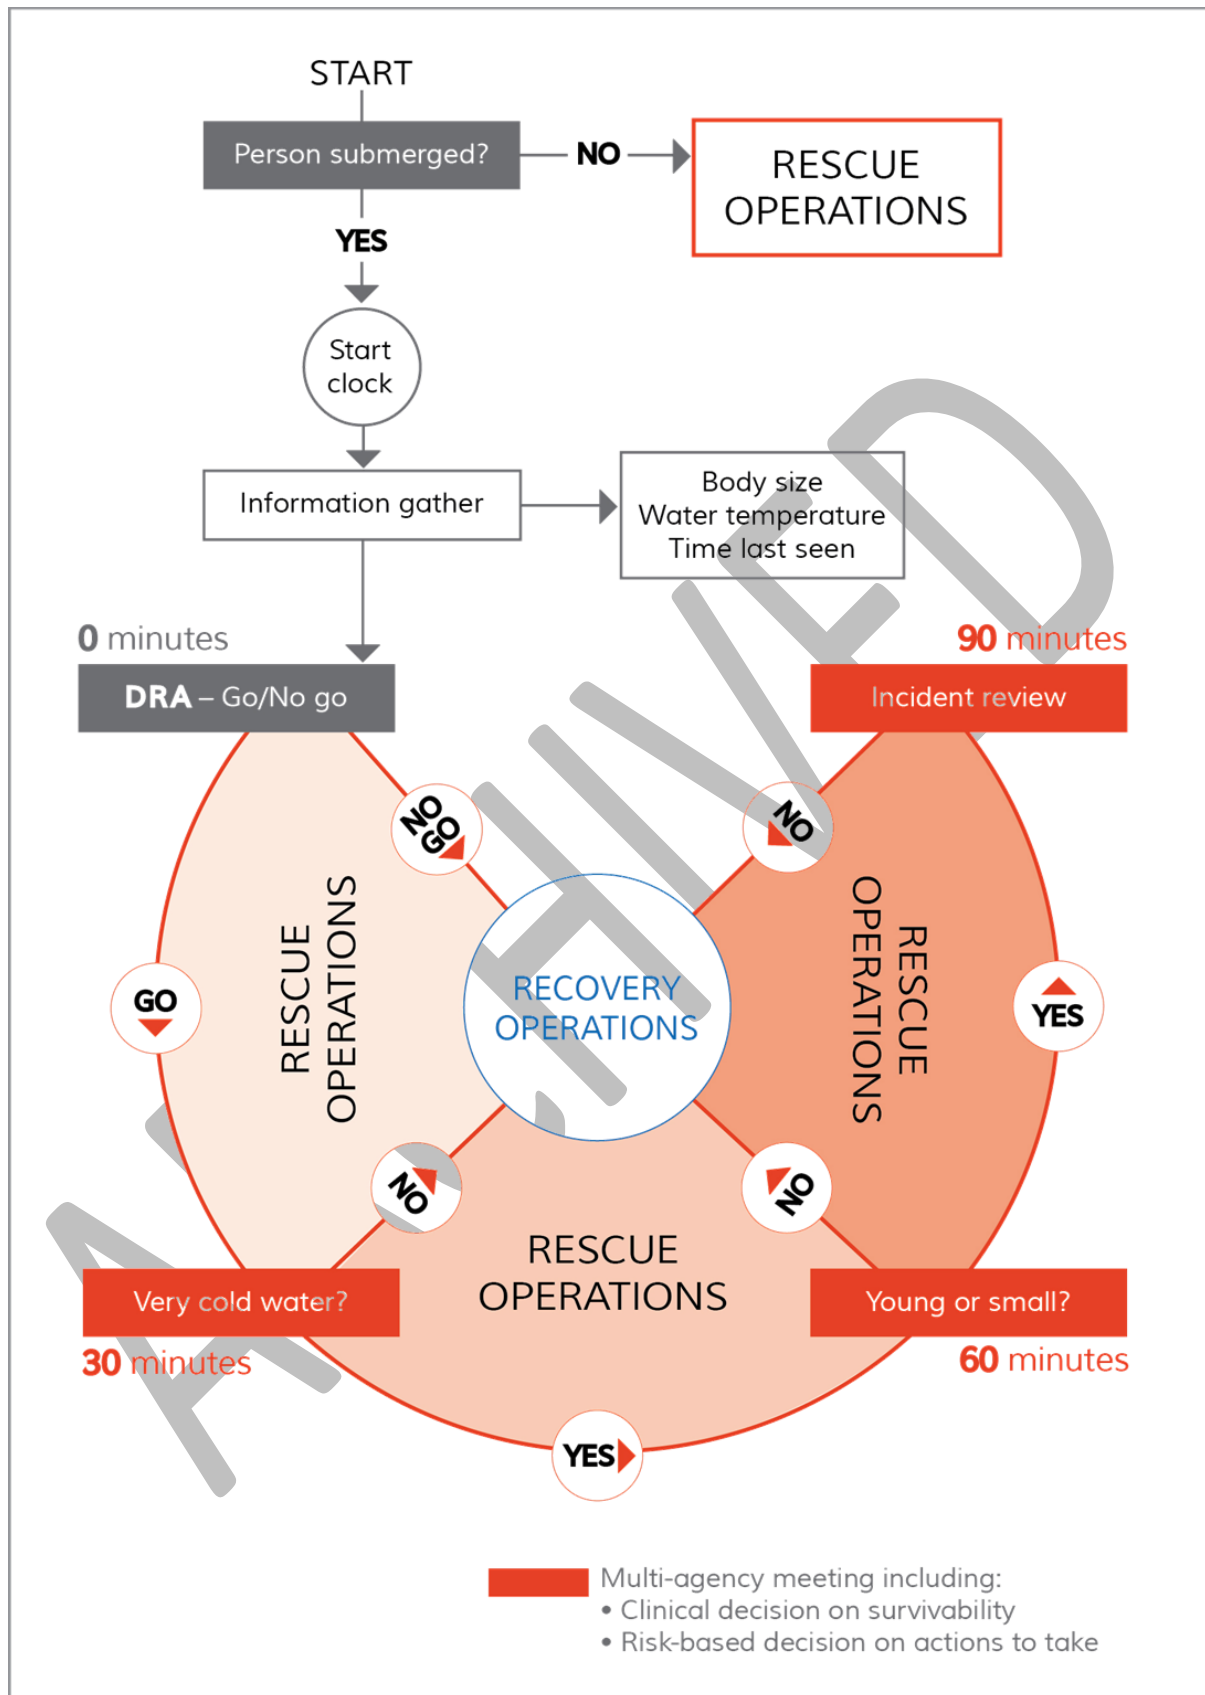 START
Person submerged?
NO
RESCUE
OPERATIONS
YES
Start
clock
Information gather
Body size
Water temperature
Time last seen
0 minutes
DRA – Go/No go
90 minutes
Incident review
NO
GO
NO
RESCUE
OPERATIONS
RECOVERY
OPERATIONS
RESCUE
OPERATIONS
GO
YES
NO
NO
RESCUE
OPERATIONS
Very cold water?
30 minutes
Young or small?
60 minutes
YES
Multi-agency meeting including:
• Clinical decision on survivability
• Risk-based decision on actions to take
ARCHIVED